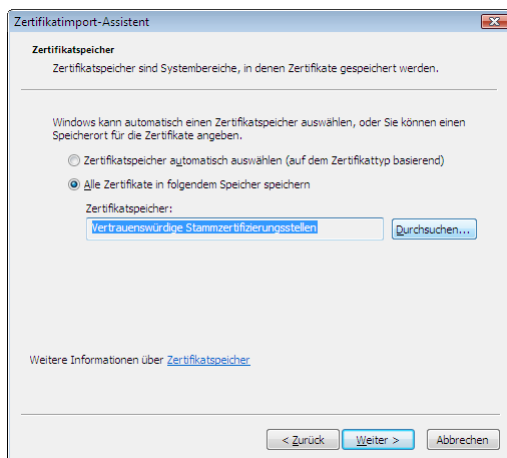 Zertifikatimport-Assistent
Zertifikatspeicher
Zertifikatspeicher sind Systembereiche, in denen Zertifikate gespeichert werden.
Windows kann automatisch einen Zertifikatspeicher auswählen, oder Sie können einen
Speicherort für die Zertifikate angeben.
Zertifikatspeicher automatisch auswählen (auf dem Zertifikattyp basierend)
Alle Zertifikate in folgendem Speicher speichern
Zertifikatspeicher:
Vertrauenswürdige Stammzertifizierungsstellen
Durchsuchen...
Weitere Informationen über Zertifikatspeicher
< Zurück Weiter > Abbrechen